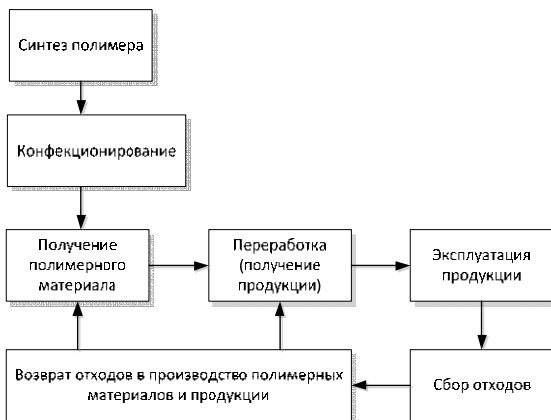 Синтез полимера
Конфекционирование
Получение
полимерного
материала
Переработка
(получение
продукции)
Эксплуатация
продукции
Возврат отходов в производство полимерных
материалов и продукции
Сбор отходов